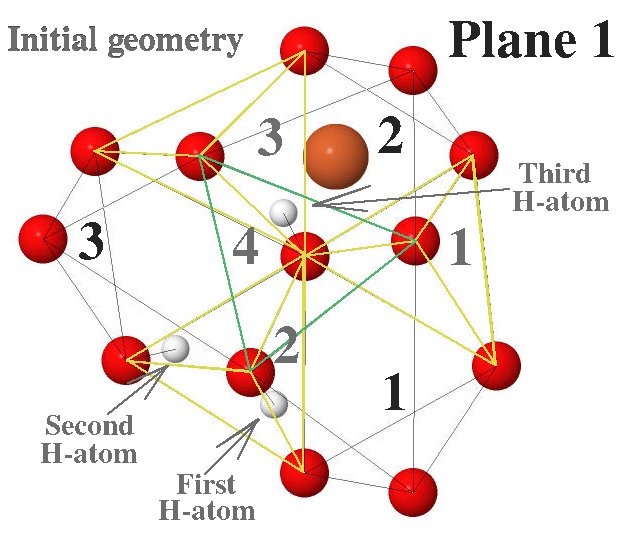 Initial geometry
Plane 1
3
2
Third
H-atom
3
4
1
2
1
Second
H-atom
First
H-atom